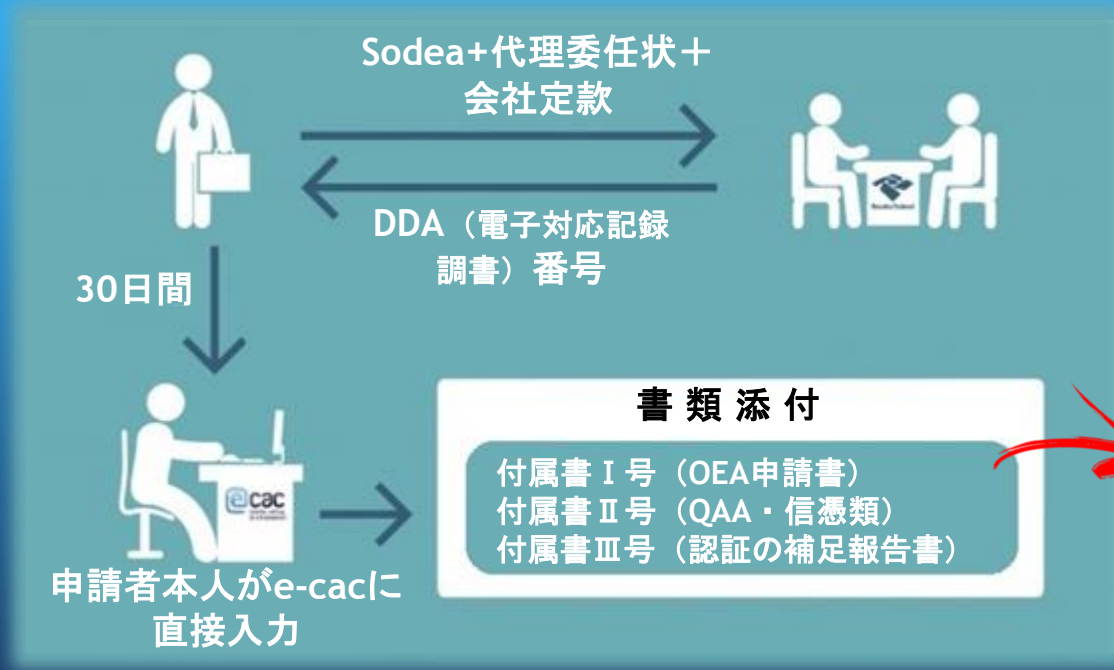 Sodea+代理委任状＋
会社定款
DDA（電子対応記録
調書）番号
30日間
書類添付
付属書Ⅰ号（OEA申請書）
付属書Ⅱ号（QAA・信憑類）
付属書Ⅲ号（認証の補足報告書）
e cac
申請者本人がe-cacに
直接入力